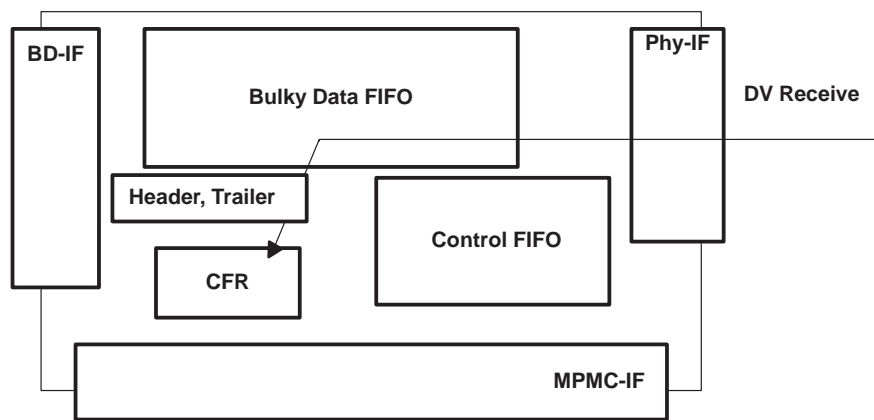 BD-IF
Phy-IF
Bulky Data FIFO
DV Receive
Header, Trailer
Control FIFO
CFR
MPMC-IF